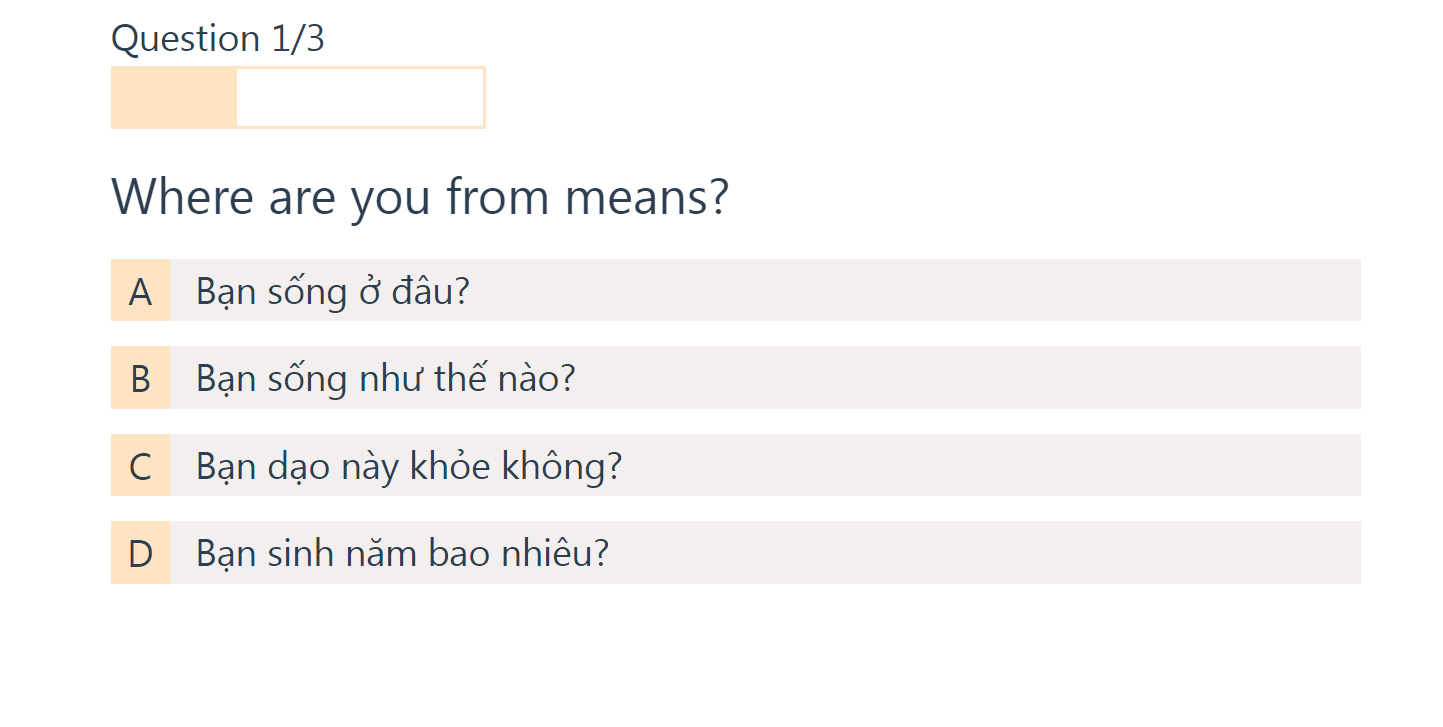 Question 1/3
Where are you from means?
A Bạn sống ở đâu?
B Bạn sống như thế nào?
C Bạn dạo này khỏe không?
D Bạn sinh năm bao nhiêu?